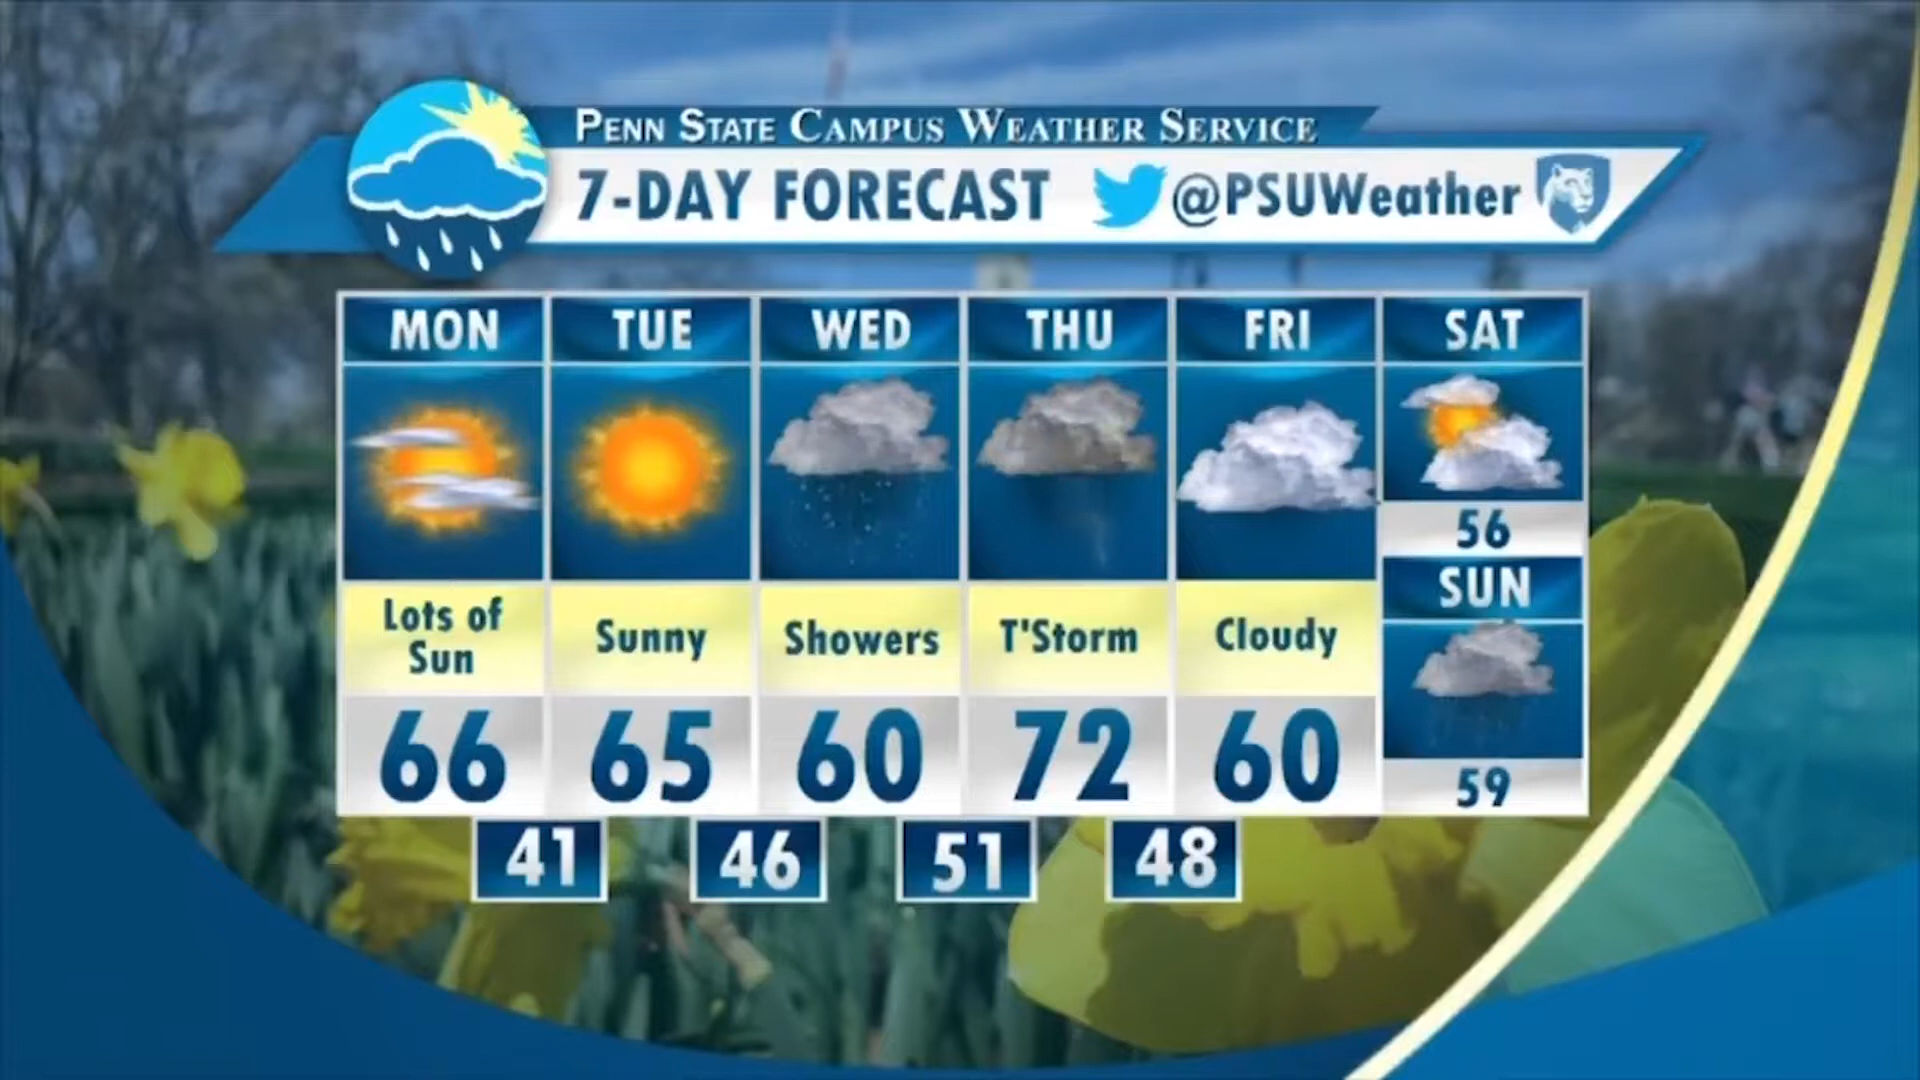 PENN STATE CAMPUS WEATHER SERVICE
7-DAY FORECAST @PSUWeather
MON TUE WED THU FRI SAT
56
SUN
Lots of Sun
Sunny
Showers
T'Storm
Cloudy
66 65 60 72 60
59
41 46 51 48